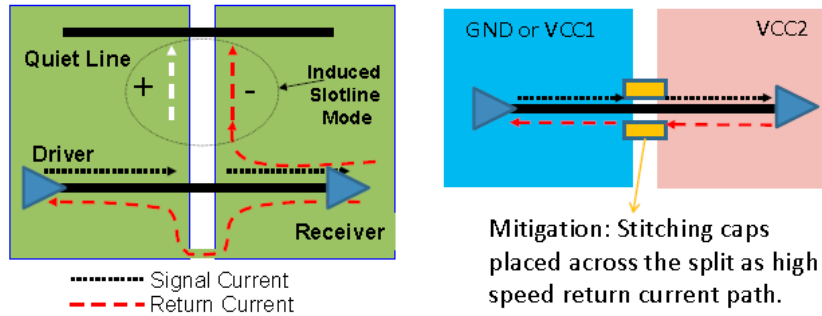 Quiet Line
+
-
Induced
Slotline
Mode
Driver
Receiver
Signal Current
Return Current
GND or VCC1
VCC2
Mitigation: Stitching caps
placed across the split as high
speed return current path.